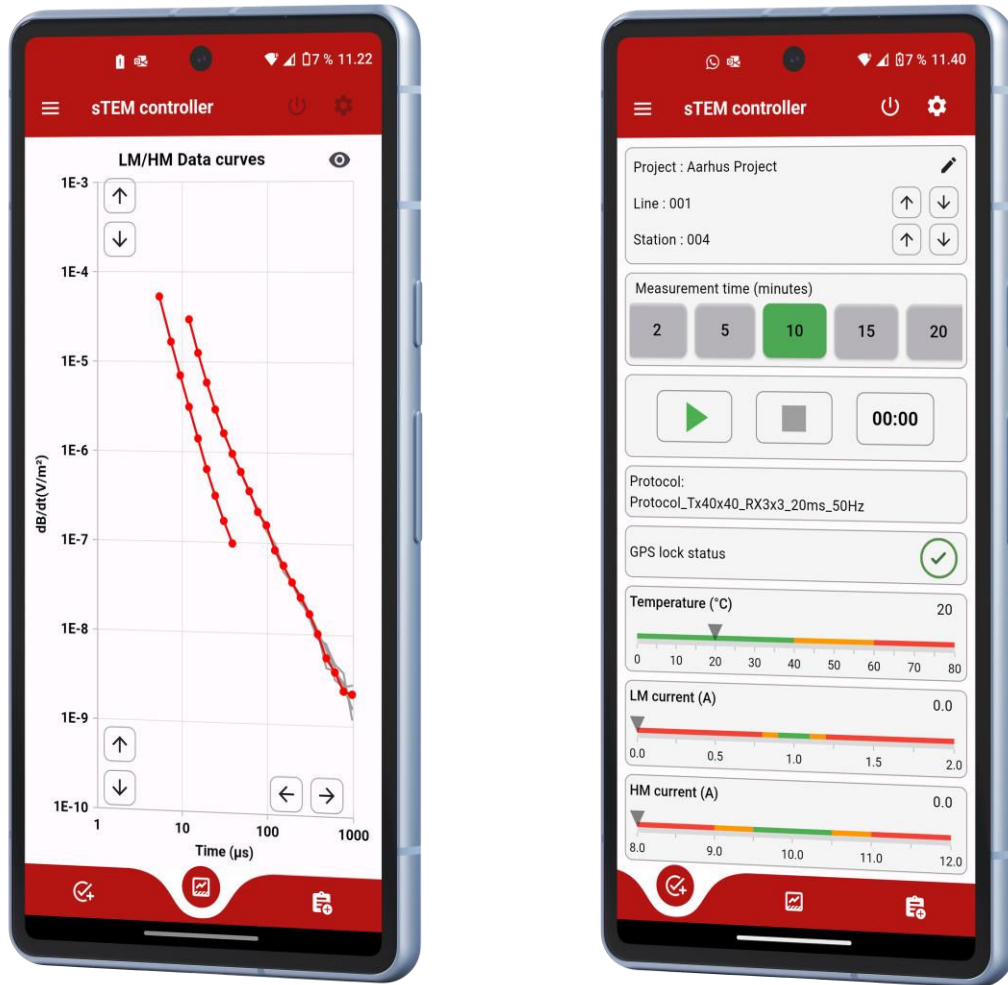 7 % 11.22
sTEM controller
LM/HM Data curves
1E-3
1E-4
1E-5
1E-6
1E-7
1E-8
1E-9
1E-10
dB/dt(V/m²)
1 10 100 1000
Time (µs)
7 % 11.40
sTEM controller
Project : Aarhus Project
Line : 001
Station : 004
Measurement time (minutes)
2 5 10 15 20
00:00
Protocol:
Protocol_Tx40x40_RX3x3_20ms_50Hz
GPS lock status
Temperature (°C) 20
0 10 20 30 40 50 60 70 80
LM current (A) 0.0
0.0 0.5 1.0 1.5 2.0
HM current (A) 0.0
8.0 9.0 10.0 11.0 12.0